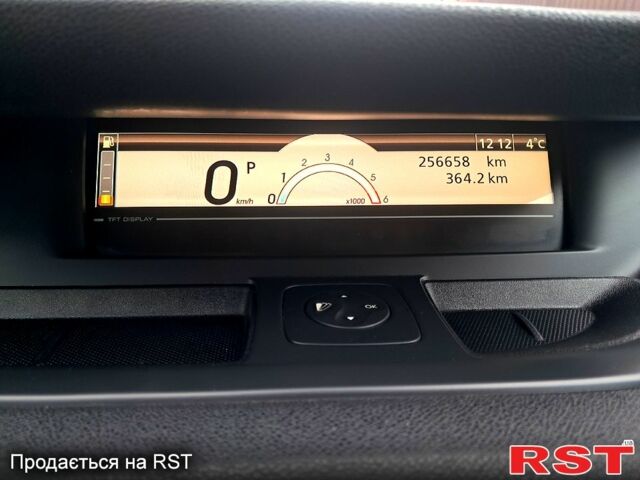 12 12 4°C
0 P km/h
0 1 2 3 4 5 6 x1000
256658 km
364.2 km
TFT DISPLAY
OK
Продається на RST
RST